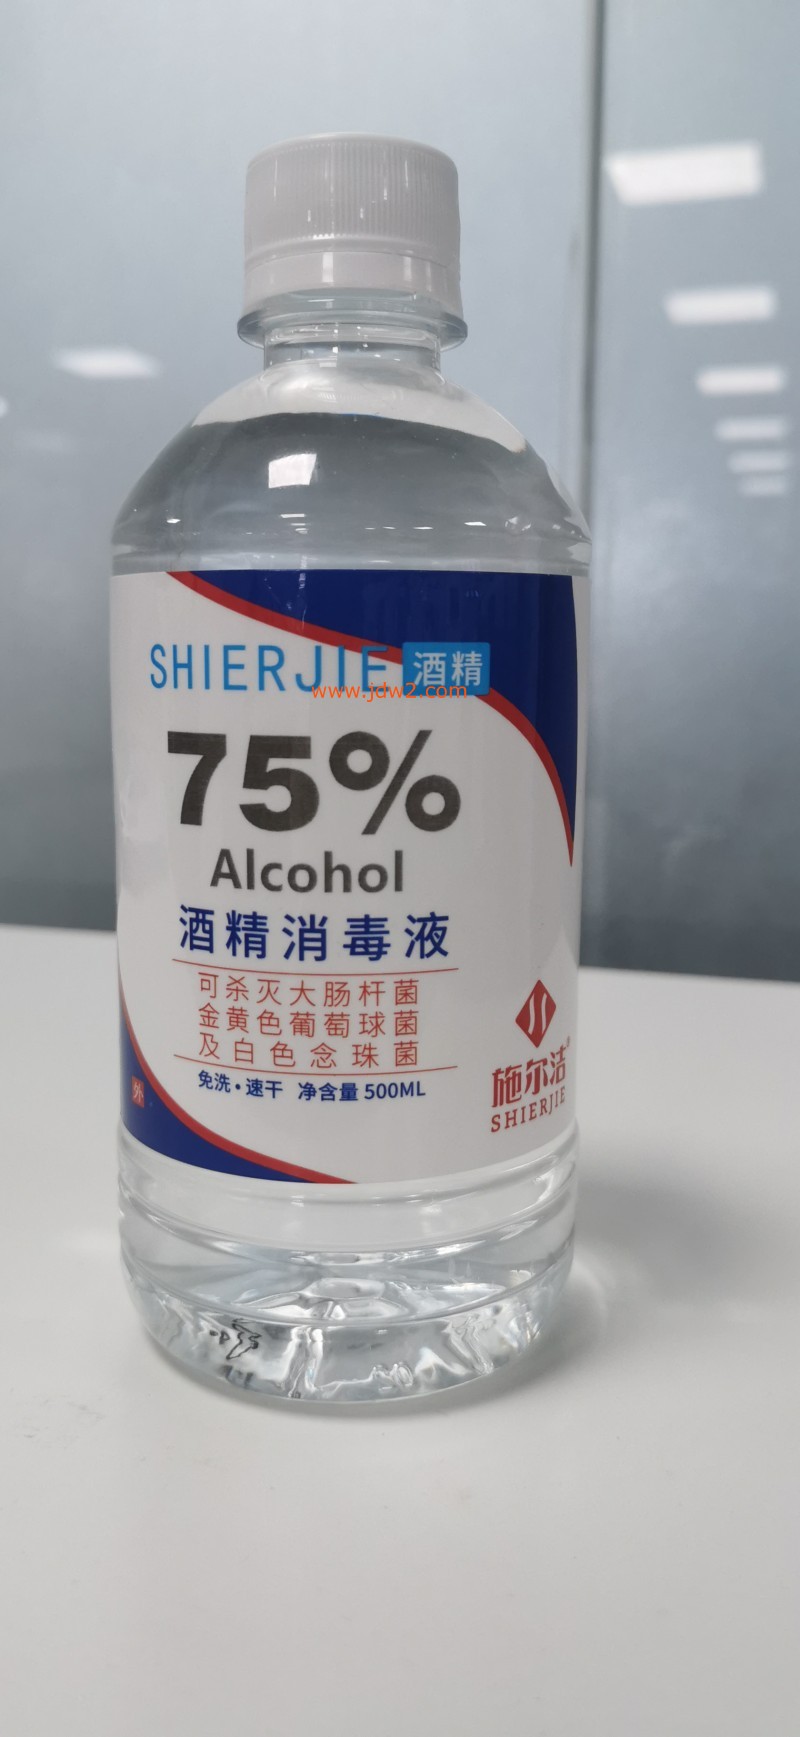 SHIERJIE 酒精
www.jdw2.com
75%
Alcohol
酒精消毒液
可杀灭大肠杆菌
金黄色葡萄球菌
及白色念珠菌
免洗·速干 净含量 500ML
外
施尔洁®
SHIERJIE